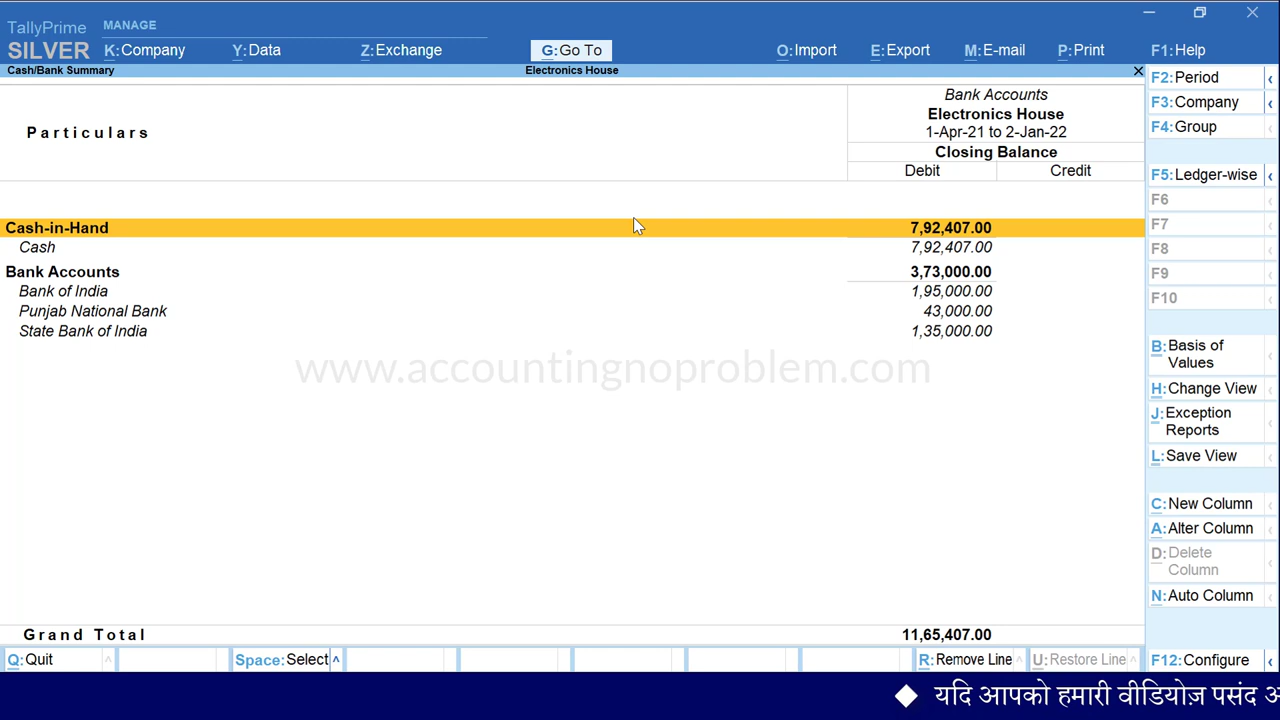 TallyPrime MANAGE
SILVER K:Company Y:Data Z:Exchange G:Go To O:Import E:Export M:E-mail P:Print F1:Help
Cash/Bank Summary Electronics House
Particulars
Bank Accounts
Electronics House
1-Apr-21 to 2-Jan-22
Closing Balance
Debit Credit
Cash-in-Hand 7,92,407.00
Cash 7,92,407.00
Bank Accounts 3,73,000.00
Bank of India 1,95,000.00
Punjab National Bank 43,000.00
State Bank of India 1,35,000.00
www.accountingnoproblem.com
Grand Total 11,65,407.00
Q:Quit Space:Select R:Remove Line U:Restore Line
F2:Period
F3:Company
F4:Group
F5:Ledger-wise
F6
F7
F8
F9
F10
B:Basis of
Values
H:Change View
J:Exception
Reports
L:Save View
C:New Column
A:Alter Column
D:Delete
Column
N:Auto Column
F12:Configure
यदि आपको हमारी वीडियोज़ पसंद